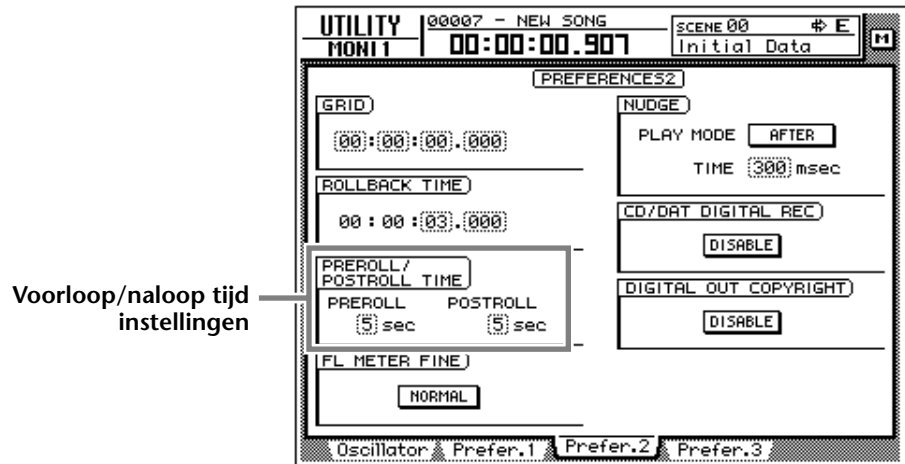 UTILITY
MONI 1
00007 - NEW SONG
00:00:00.907
SCENE 00 E
Initial Data
M
PREFERENCES2
GRID
00:00:00.000
ROLLBACK TIME
00:00:03.000
PREROLL/
POSTROLL TIME
PREROLL POSTROLL
5 sec 5 sec
FL METER FINE
NORMAL
NUDGE
PLAY MODE AFTER
TIME 300 msec
CD/DAT DIGITAL REC
DISABLE
DIGITAL OUT COPYRIGHT
DISABLE
Oscillator Prefer.1 Prefer.2 Prefer.3
Voorloop/naloop tijd
instellingen